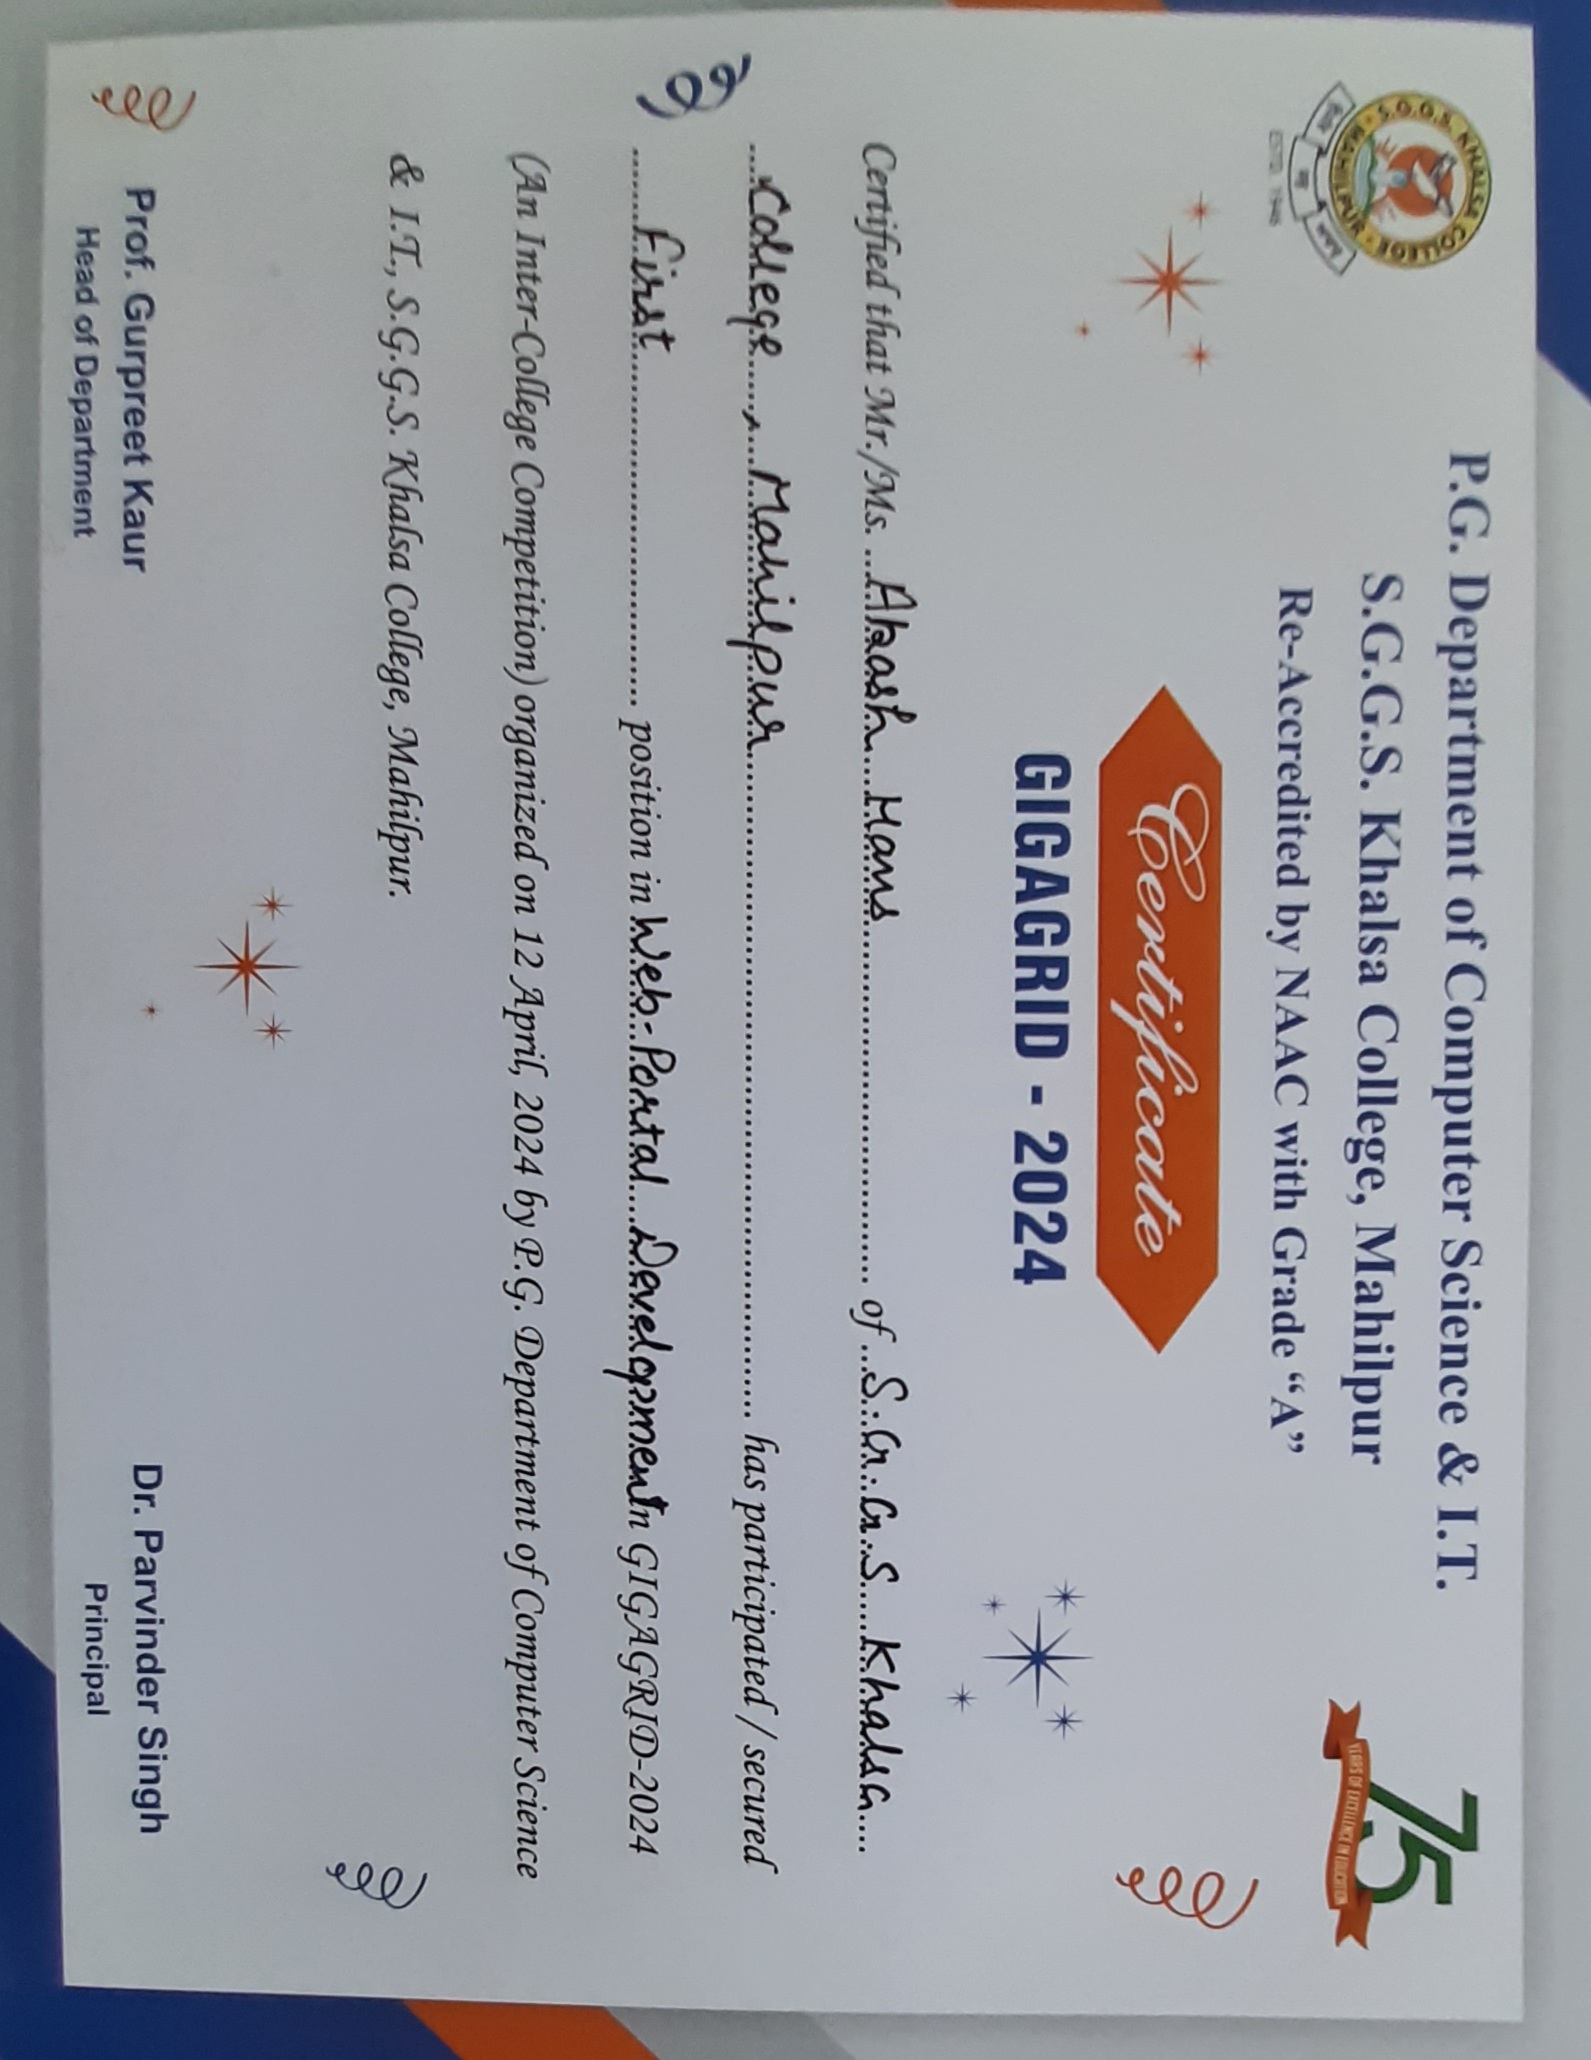 P.G. Department of Computer Science & I.T.
S.G.G.S. Khalsa College, Mahilpur
Re-Accredited by NAAC with Grade “A”
S.G.G.S. KHALSA COLLEGE
MAHILPUR
ESTD. 1946
75
YEARS OF EXCELLENCE IN EDUCATION
Certificate
GIGAGRID - 2024
Certified that Mr./Ms. Akash Hans of S.G.G.S Khalsa
College, Mahilpur has participated / secured
First position in Web-Portal Development in GIGAGRID-2024
(An Inter-College Competition) organized on 12 April, 2024 by P.G. Department of Computer Science
& I.T., S.G.G.S. Khalsa College, Mahilpur.
Prof. Gurpreet Kaur
Head of Department
Dr. Parvinder Singh
Principal